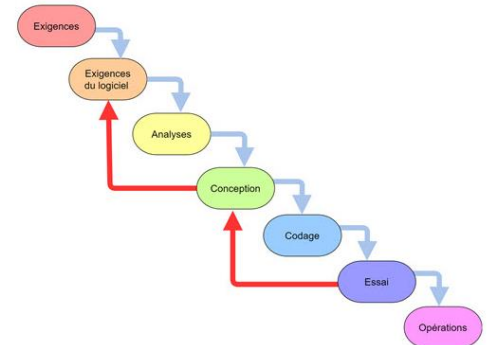 Exigences
Exigences
du logiciel
Analyses
Conception
Codage
Essai
Opérations